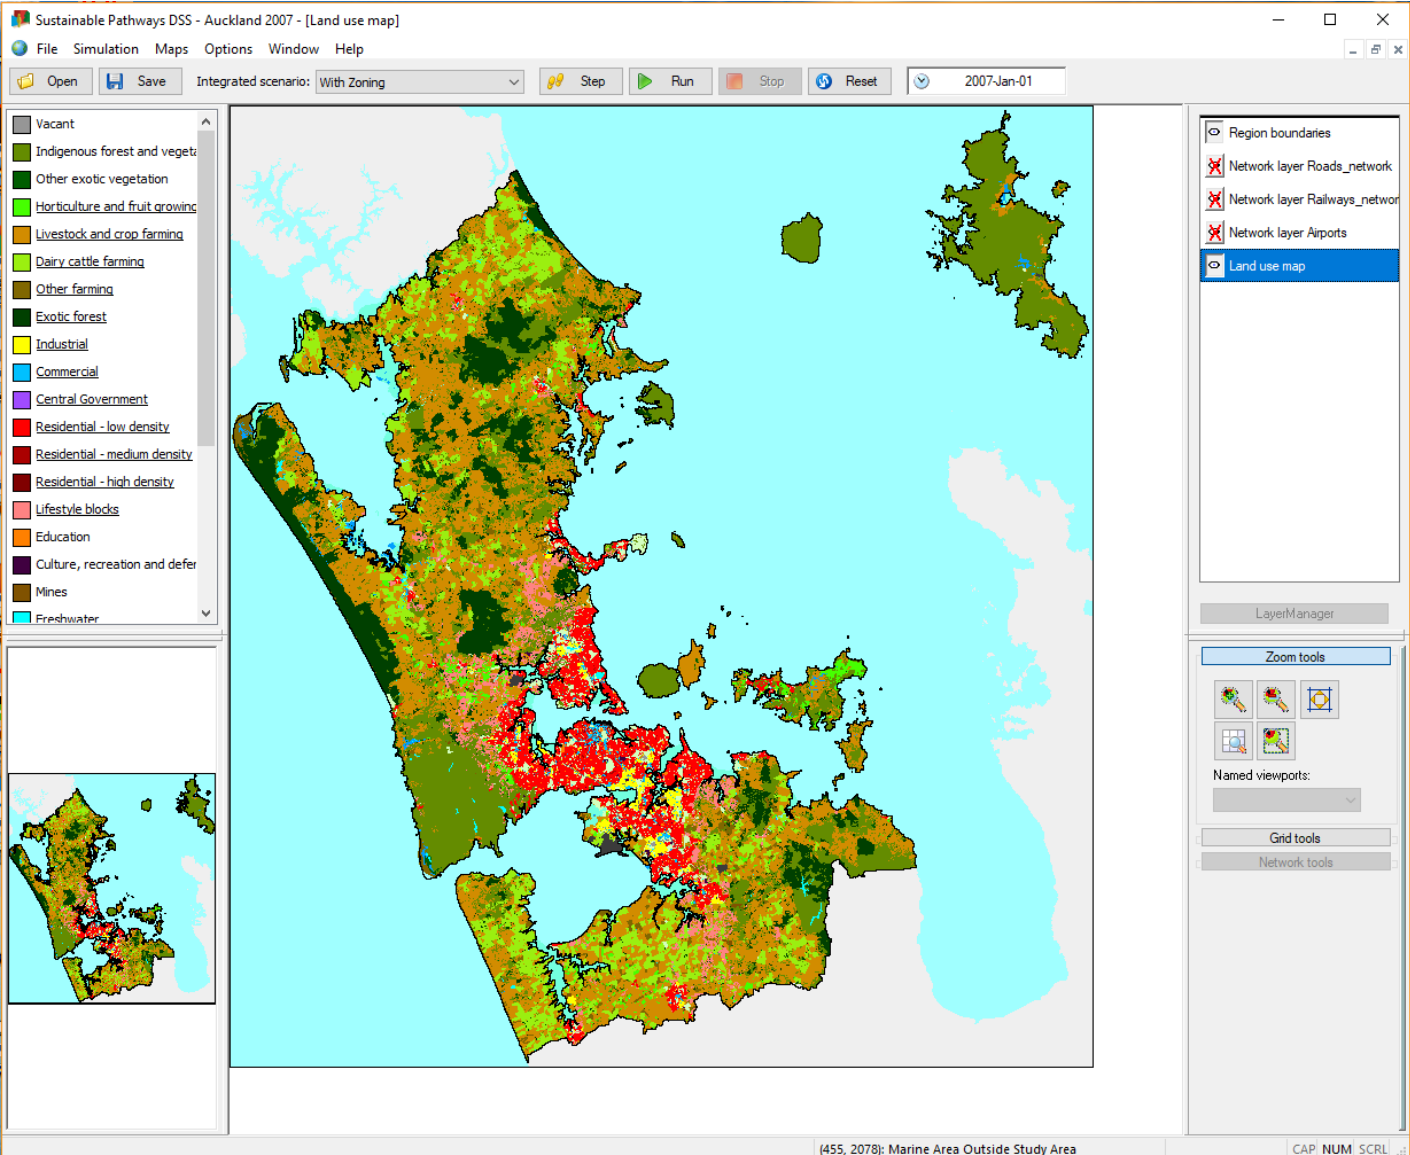 Sustainable Pathways DSS - Auckland 2007 - [Land use map]
File Simulation Maps Options Window Help
Open Save Integrated scenario: With Zoning Step Run Stop Reset 2007-Jan-01
Vacant
Indigenous forest and vegeta
Other exotic vegetation
Horticulture and fruit growing
Livestock and crop farming
Dairy cattle farming
Other farming
Exotic forest
Industrial
Commercial
Central Government
Residential - low density
Residential - medium density
Residential - high density
Lifestyle blocks
Education
Culture, recreation and defer
Mines
Freshwater
Region boundaries
Network layer Roads_network
Network layer Railways_networ
Network layer Airports
Land use map
LayerManager
Zoom tools
Named viewports:
Grid tools
Network tools
(455, 2078): Marine Area Outside Study Area
CAP NUM SCRL